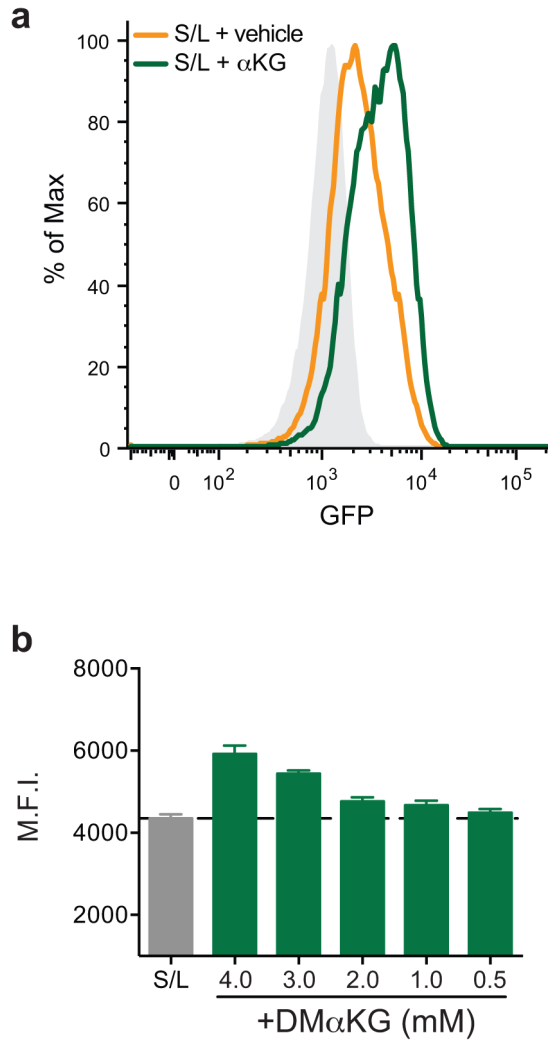 a
S/L + vehicle
S/L + αKG
% of Max
100
80
60
40
20
0
0 10² 10³ 10⁴ 10⁵
GFP
b
M.F.I.
8000
6000
4000
2000
S/L 4.0 3.0 2.0 1.0 0.5
+DMαKG (mM)